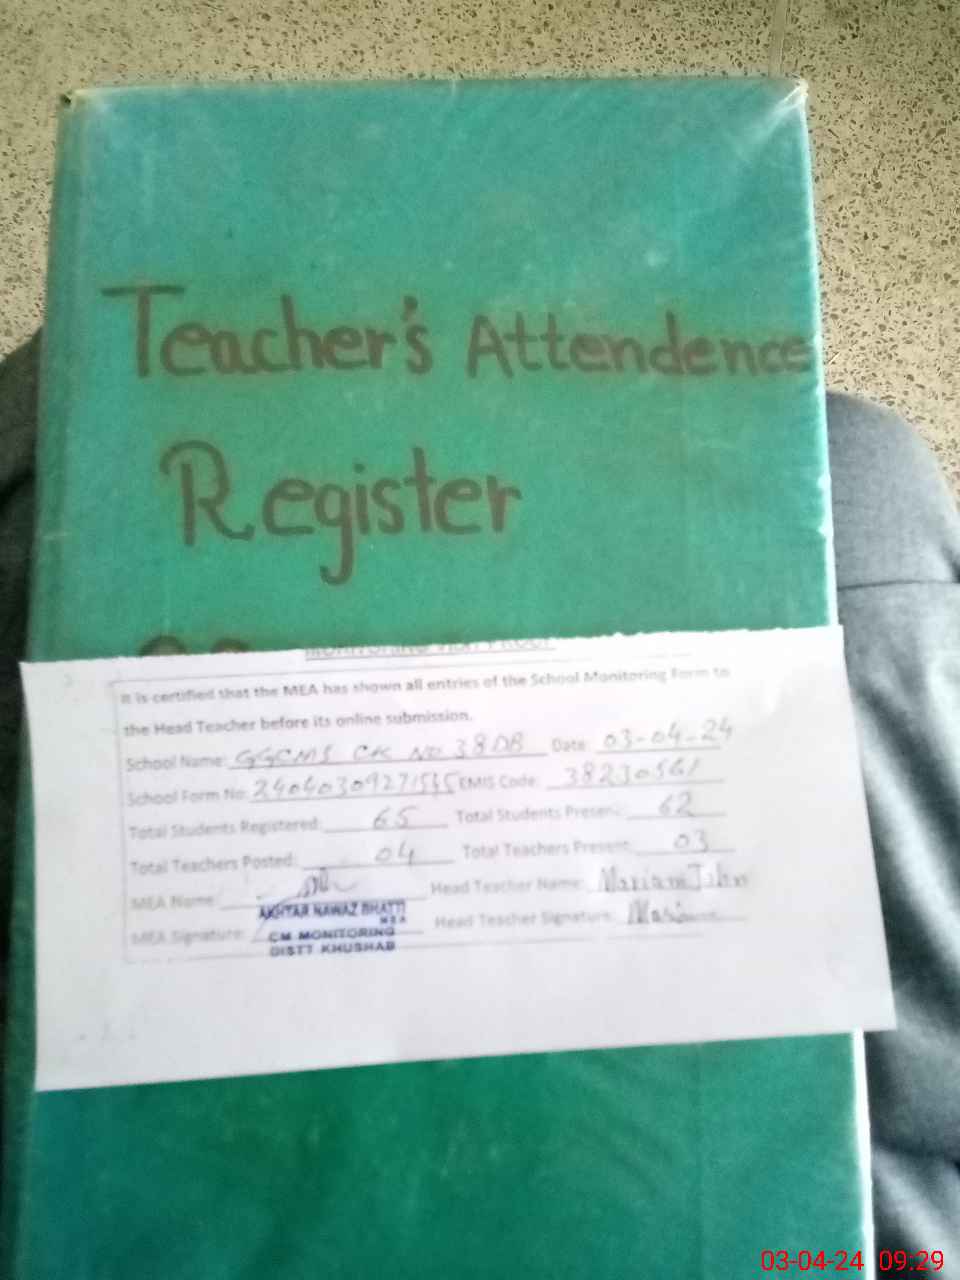 Teacher's Attendence
Register
MONITORING VISIT PROOF
It is certified that the MEA has shown all entries of the School Monitoring Form to
the Head Teacher before its online submission.
School Name: GGCMS CK NO 38DB Date: 03-04-24
School Form No: EMIS Code: 38230561
Total Students Registered: 65 Total Students Present: 62
Total Teachers Posted: 04 Total Teachers Present: 03
MEA Name: Head Teacher Name: Mariam John
AKHTAR NAWAZ BHATTI
MEA
MEA Signature: Head Teacher Signature:
CM MONITORING
DISTT KHUSHAB
03-04-24 09:29